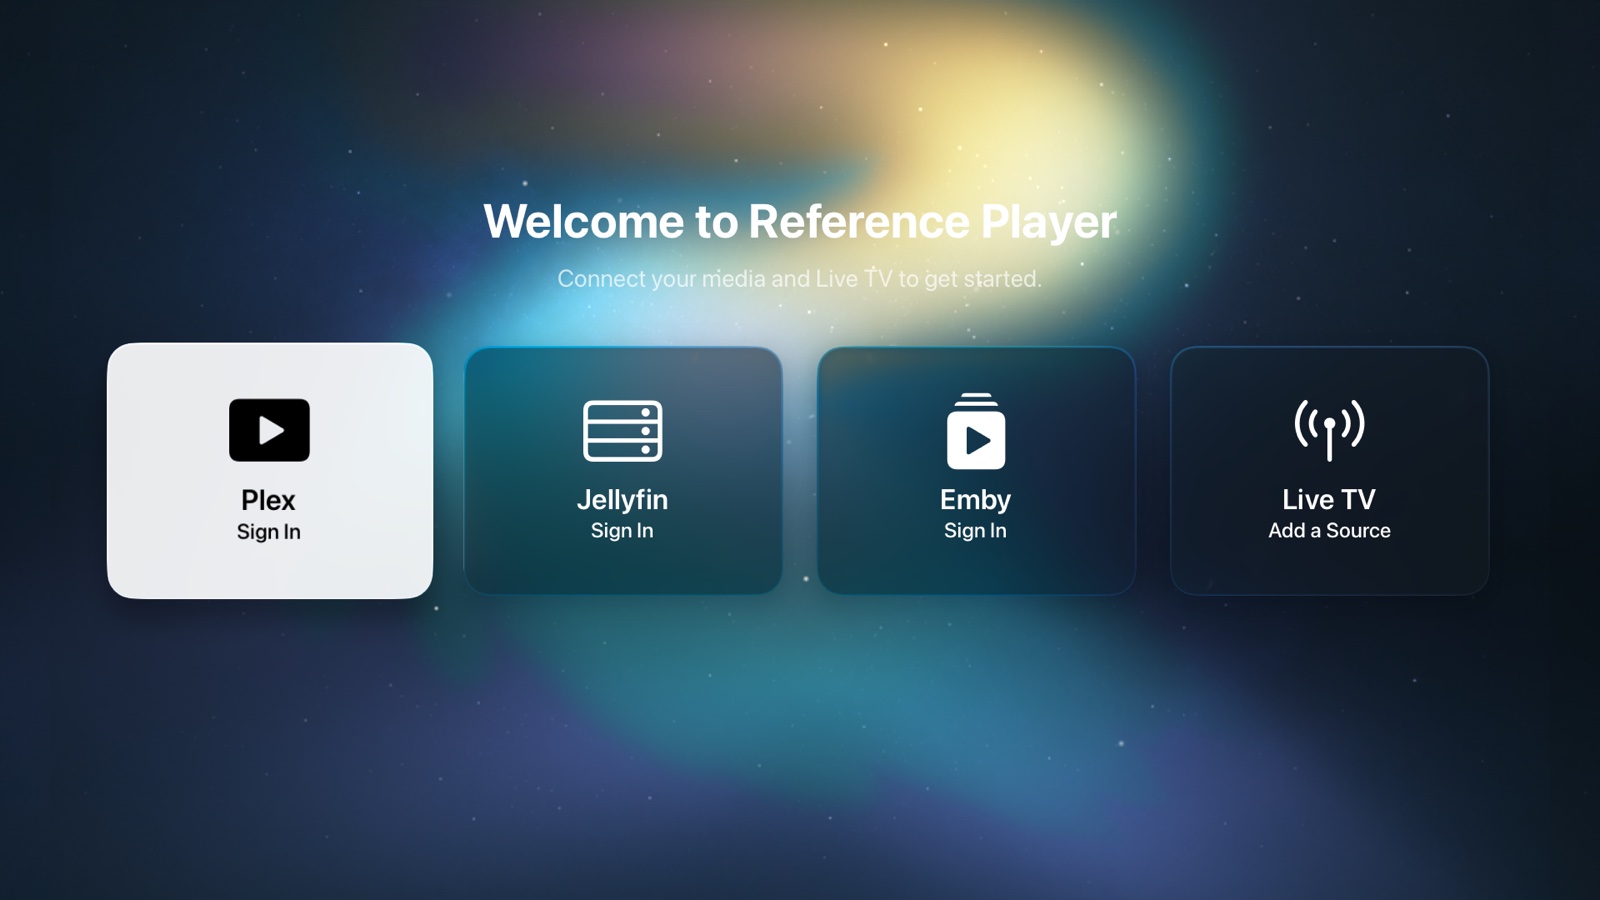 Welcome to Reference Player
Connect your media and Live TV to get started.
Plex
Sign In
Jellyfin
Sign In
Emby
Sign In
Live TV
Add a Source